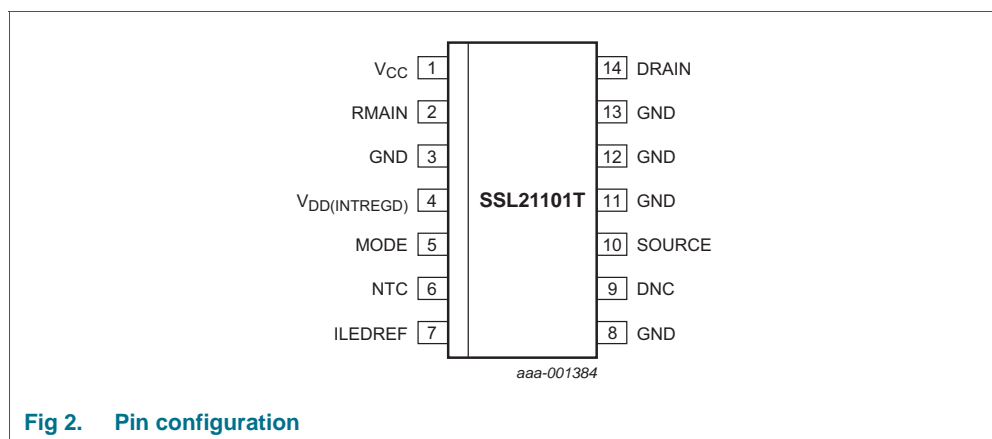 VCC 1
RMAIN 2
GND 3
VDD(INTREGD) 4
MODE 5
NTC 6
ILEDREF 7
SSL21101T
14 DRAIN
13 GND
12 GND
11 GND
10 SOURCE
9 DNC
8 GND
aaa-001384
Fig 2. Pin configuration